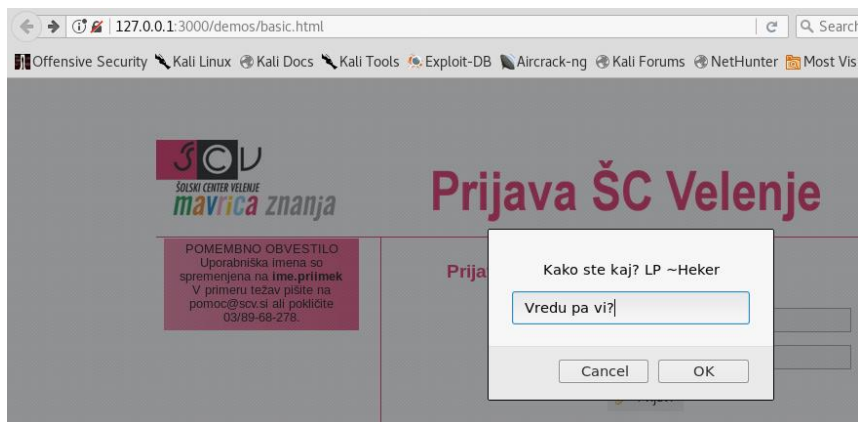 127.0.0.1:3000/demos/basic.html Search
Offensive Security Kali Linux Kali Docs Kali Tools Exploit-DB Aircrack-ng Kali Forums NetHunter Most Vis
ŠCV
ŠOLSKI CENTER VELENJE
mavrica znanja
Prijava ŠC Velenje
POMEMBNO OBVESTILO
Uporabniška imena so
spremenjena na ime.priimek
V primeru težav pišite na
pomoc@scv.si ali pokličite
03/89-68-278.
Prija
Kako ste kaj? LP ~Heker
Vredu pa vi?
Cancel OK